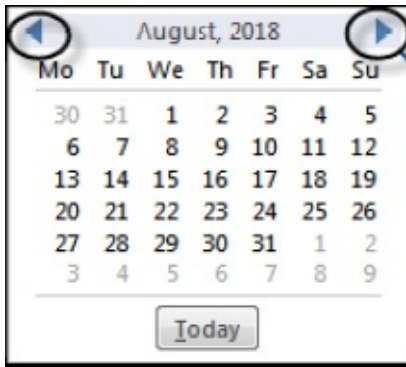 August, 2018
Mo Tu We Th Fr Sa Su
30 31 1 2 3 4 5
6 7 8 9 10 11 12
13 14 15 16 17 18 19
20 21 22 23 24 25 26
27 28 29 30 31 1 2
3 4 5 6 7 8 9
Today